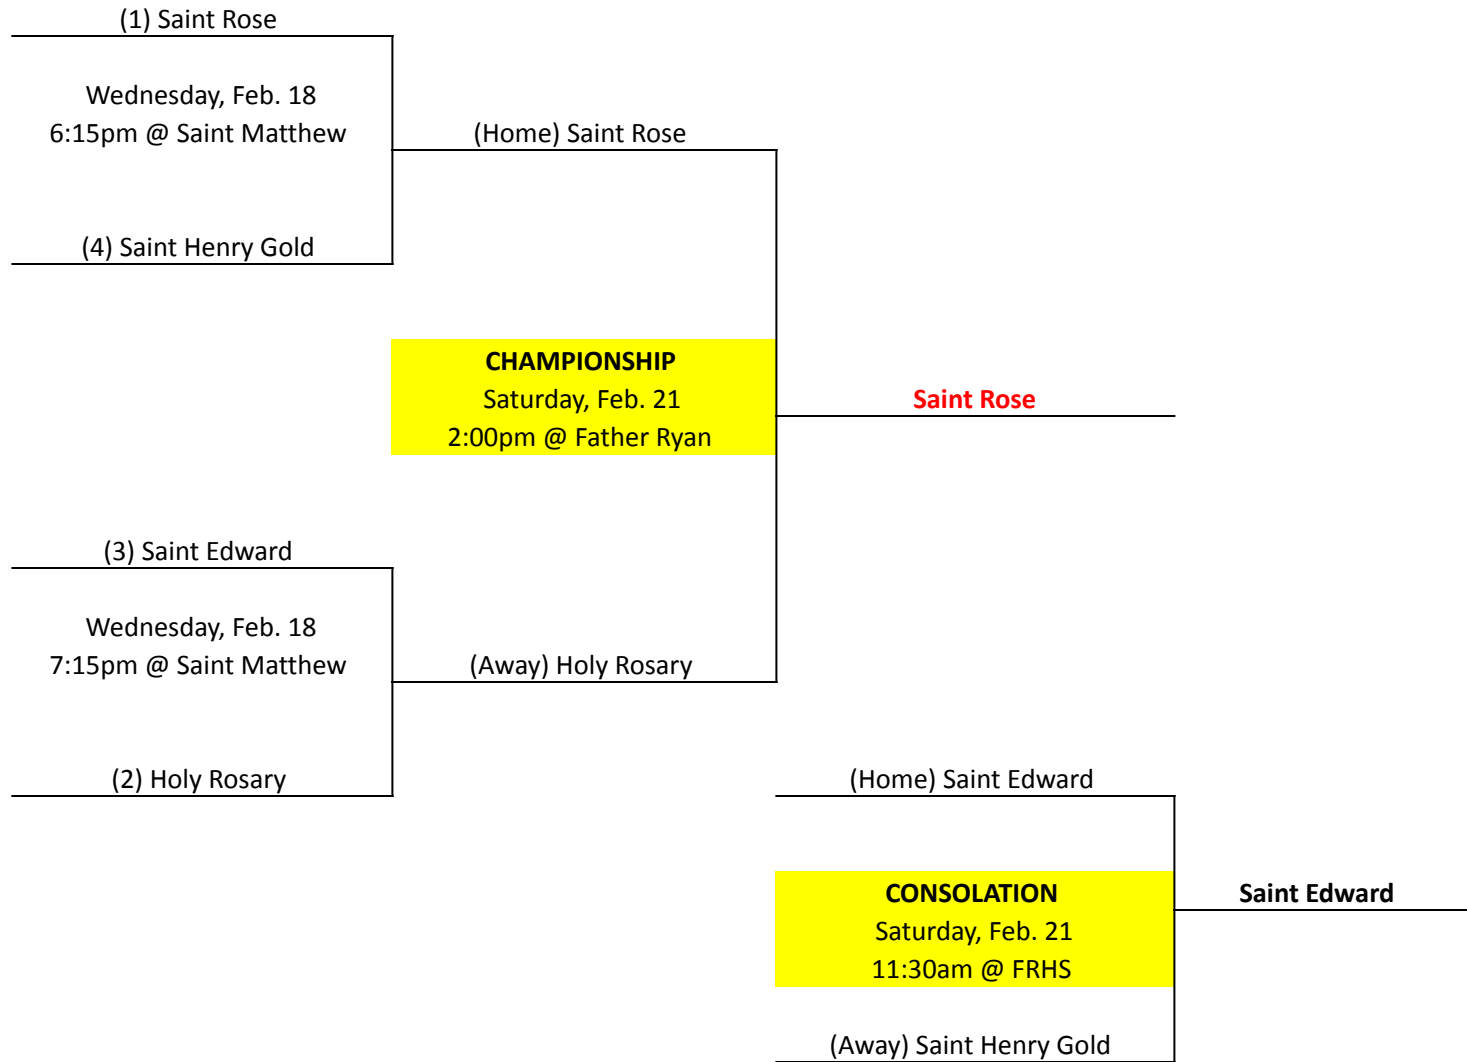 (1) Saint Rose
Wednesday, Feb. 18
6:15pm @ Saint Matthew
(Home) Saint Rose
(4) Saint Henry Gold
CHAMPIONSHIP
Saturday, Feb. 21
2:00pm @ Father Ryan
Saint Rose
(3) Saint Edward
Wednesday, Feb. 18
7:15pm @ Saint Matthew
(Away) Holy Rosary
(2) Holy Rosary
(Home) Saint Edward
CONSOLATION
Saturday, Feb. 21
11:30am @ FRHS
Saint Edward
(Away) Saint Henry Gold